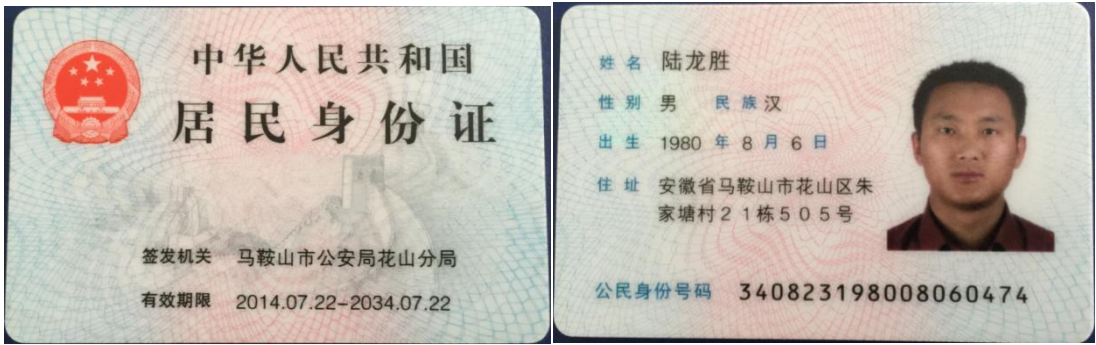 中华人民共和国
居民身份证
签发机关 马鞍山市公安局花山分局
有效期限 2014.07.22-2034.07.22
姓名 陆龙胜
性别 男 民族 汉
出生 1980 年 8 月 6 日
住址 安徽省马鞍山市花山区朱
家塘村21栋505号
公民身份号码 340823198008060474